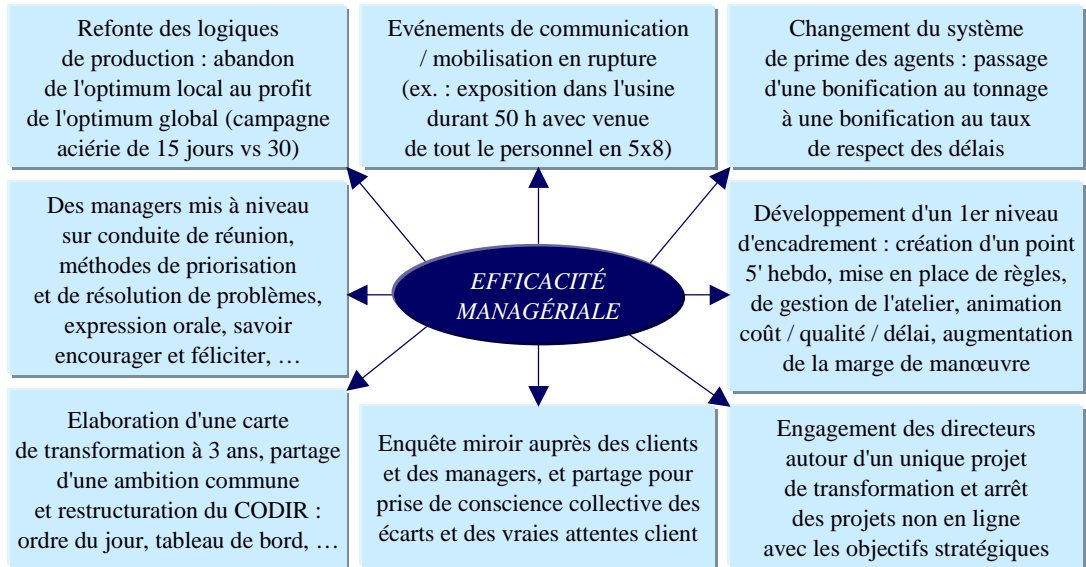 Refonte des logiques
de production : abandon
de l'optimum local au profit
de l'optimum global (campagne
aciérie de 15 jours vs 30)
Evénements de communication
/ mobilisation en rupture
(ex. : exposition dans l'usine
durant 50 h avec venue
de tout le personnel en 5x8)
Changement du système
de prime des agents : passage
d'une bonification au tonnage
à une bonification au taux
de respect des délais
Des managers mis à niveau
sur conduite de réunion,
méthodes de priorisation
et de résolution de problèmes,
expression orale, savoir
encourager et féliciter, …
EFFICACITÉ
MANAGÉRIALE
Développement d'un 1er niveau
d'encadrement : création d'un point
5' hebdo, mise en place de règles,
de gestion de l'atelier, animation
coût / qualité / délai, augmentation
de la marge de manœuvre
Elaboration d'une carte
de transformation à 3 ans, partage
d'une ambition commune
et restructuration du CODIR :
ordre du jour, tableau de bord, …
Enquête miroir auprès des clients
et des managers, et partage pour
prise de conscience collective des
écarts et des vraies attentes client
Engagement des directeurs
autour d'un unique projet
de transformation et arrêt
des projets non en ligne
avec les objectifs stratégiques